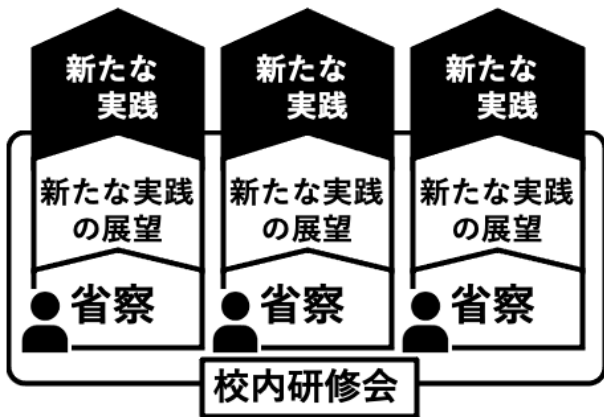 新たな
実践
新たな
実践
新たな
実践
新たな実践
の展望
新たな実践
の展望
新たな実践
の展望
省察
省察
省察
校内研修会